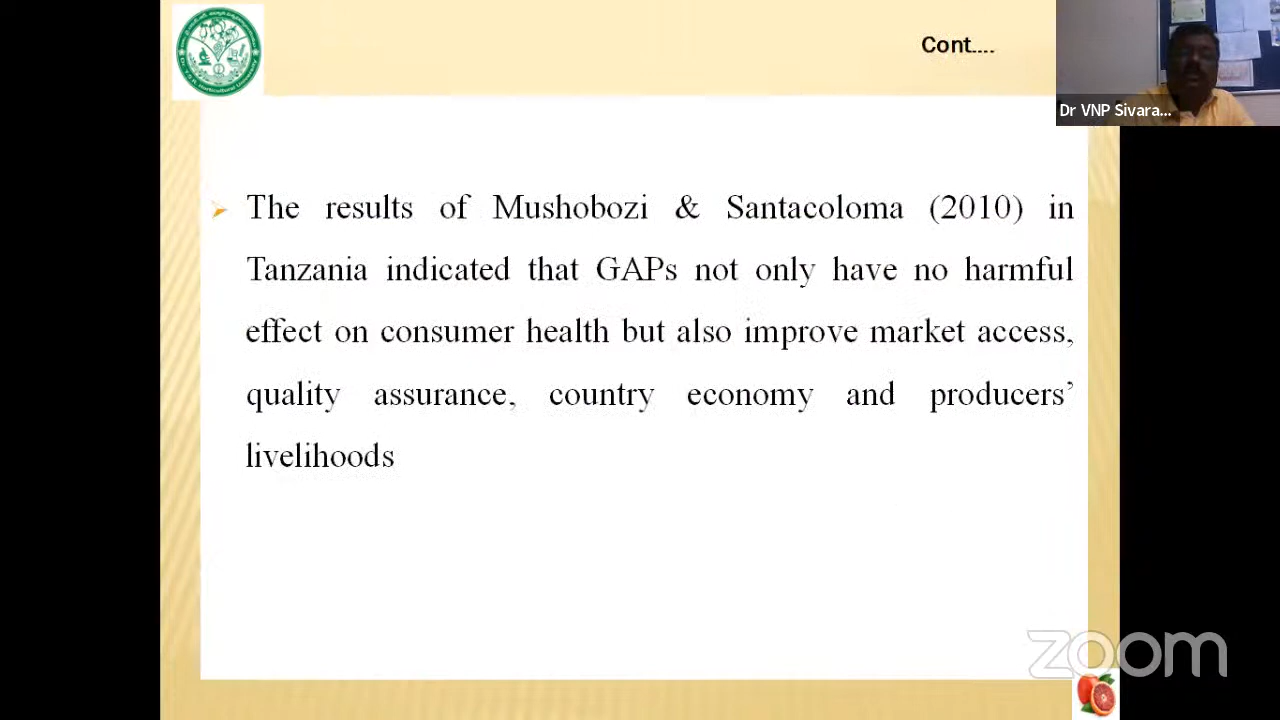 Cont....
Dr VNP Sivara...
The results of Mushobozi & Santacoloma (2010) in
Tanzania indicated that GAPs not only have no harmful
effect on consumer health but also improve market access,
quality assurance, country economy and producers’
livelihoods
zoom